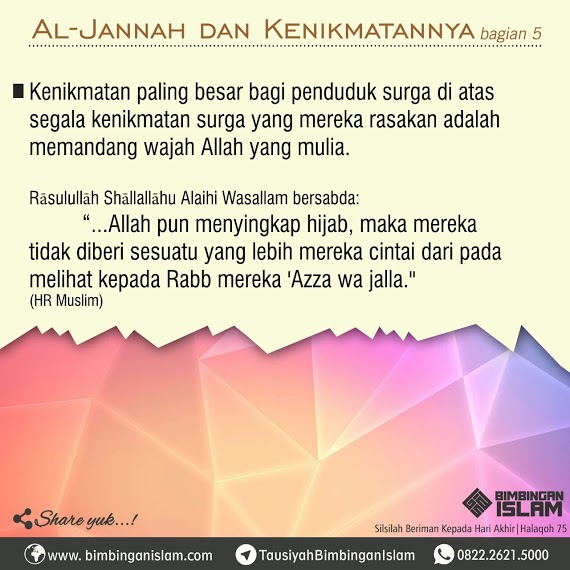 AL-JANNAH DAN KENIKMATANNYA bagian 5
Kenikmatan paling besar bagi penduduk surga di atas
segala kenikmatan surga yang mereka rasakan adalah
memandang wajah Allah yang mulia.
Rāsulullāh Shāllallāhu Alaihi Wasallam bersabda:
“...Allah pun menyingkap hijab, maka mereka
tidak diberi sesuatu yang lebih mereka cintai dari pada
melihat kepada Rabb mereka 'Azza wa jalla."
(HR Muslim)
Share yuk...!
BIMBINGAN
ISLAM
Silsilah Beriman Kepada Hari Akhir|Halaqoh 75
www. bimbinganislam.com
TausiyahBimbinganIslam
0822.2621.5000